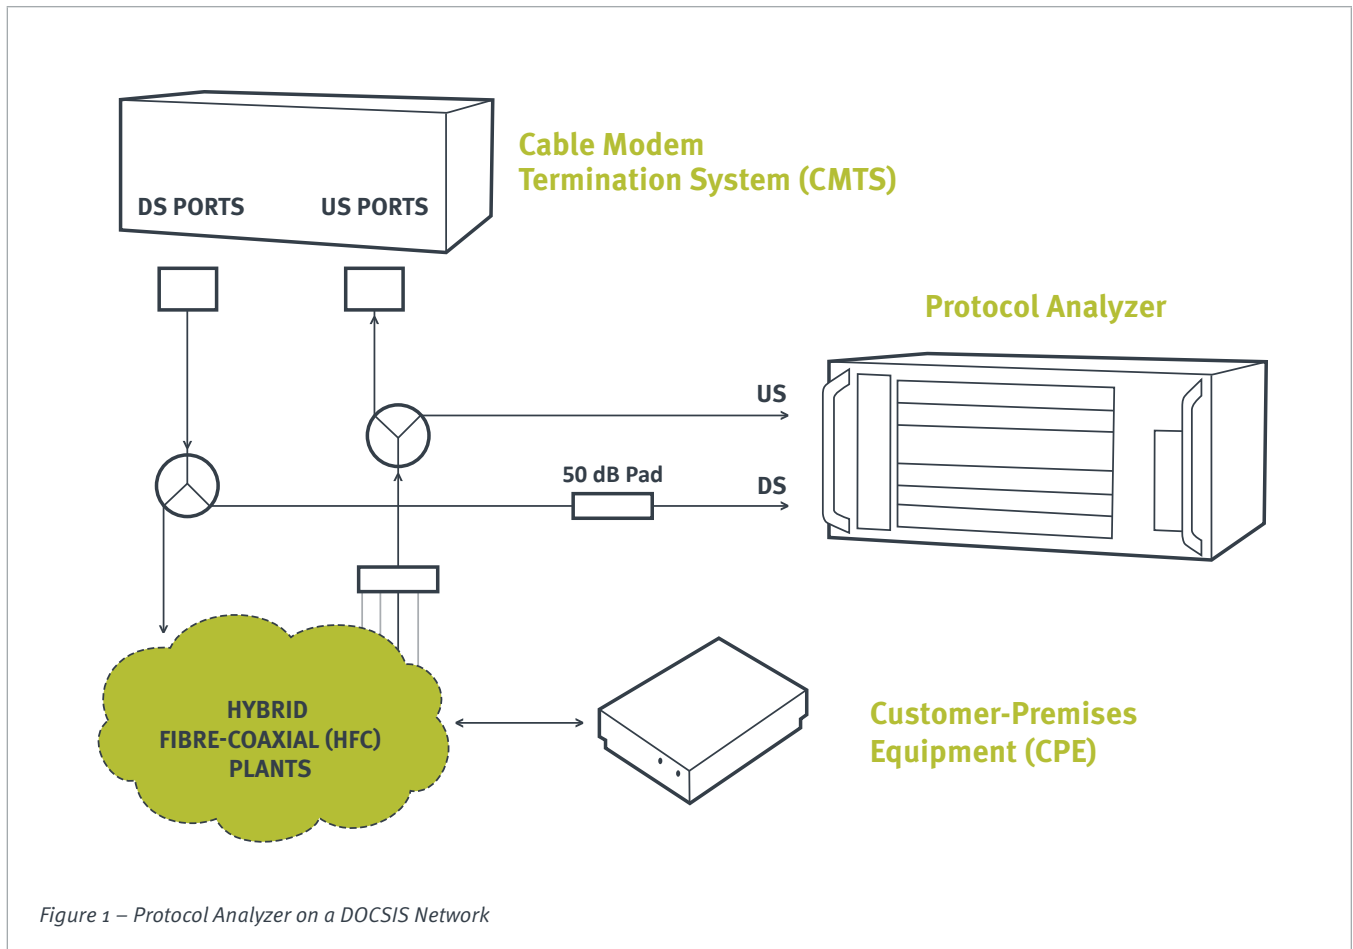 Cable Modem
Termination System (CMTS)
DS PORTS
US PORTS
Protocol Analyzer
US
50 dB Pad
DS
HYBRID
FIBRE-COAXIAL (HFC)
PLANTS
Customer-Premises
Equipment (CPE)
Figure 1 – Protocol Analyzer on a DOCSIS Network